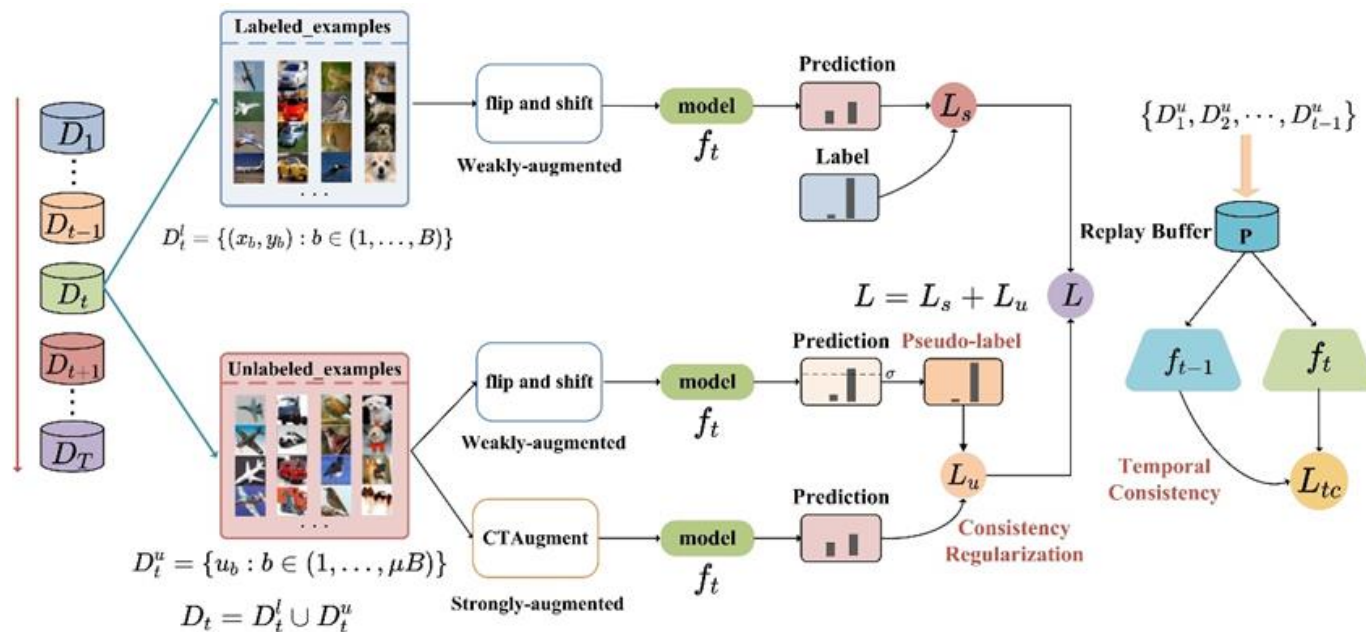 D_1
⋮
D_{t-1}
D_t
D_{t+1}
⋮
D_T
Labeled_examples
. . .
D_t^l = {(x_b, y_b) : b ∈ (1, . . . , B)}
flip and shift
Weakly-augmented
model
f_t
Prediction
L_s
Label
Unlabeled_examples
. . .
D_t^u = {u_b : b ∈ (1, . . . , μB)}
D_t = D_t^l ∪ D_t^u
flip and shift
Weakly-augmented
model
f_t
Prediction
σ
Pseudo-label
CTAugment
Strongly-augmented
model
f_t
Prediction
L_u
Consistency
Regularization
L = L_s + L_u
L
{D_1^u, D_2^u, · · · , D_{t-1}^u}
Replay Buffer
P
f_{t-1}
f_t
Temporal
Consistency
L_{tc}